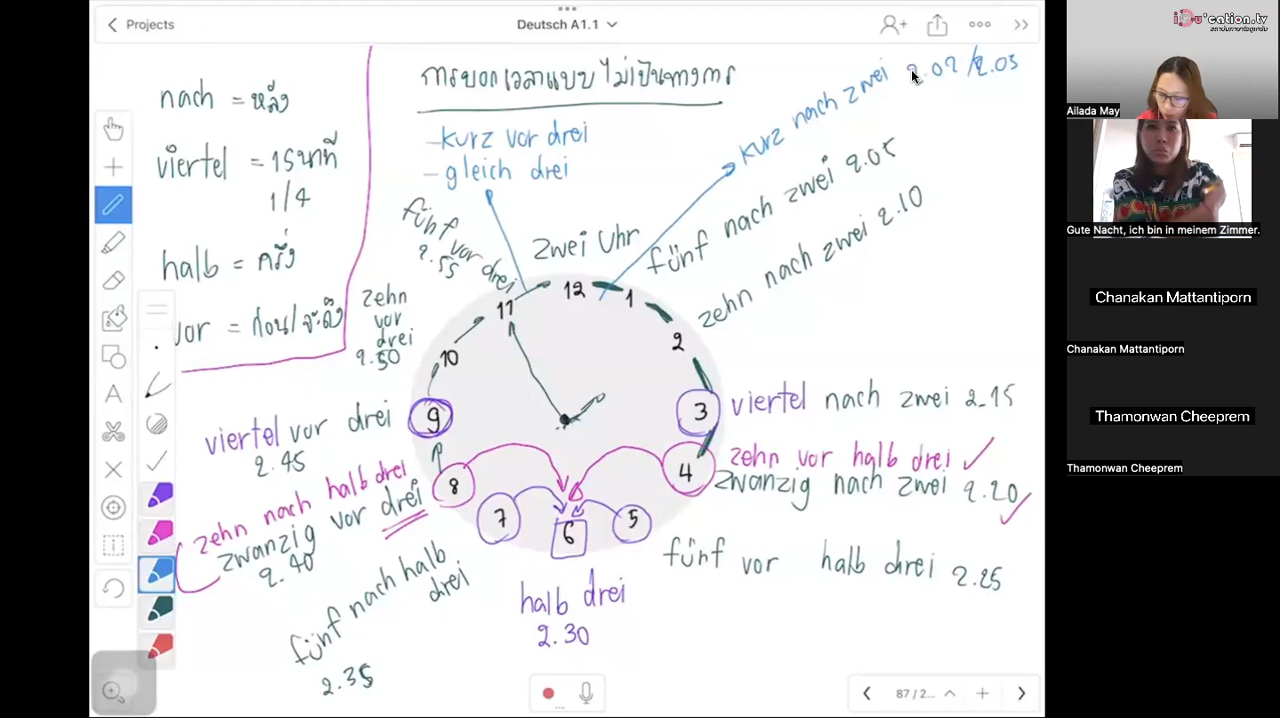 Projects
Deutsch A1.1
การบอกเวลาแบบไม่เป็นทางการ
nach = หลัง
viertel = 15 นาที
1/4
halb = ครึ่ง
vor = ก่อน/จะถึง
- kurz vor drei
- gleich drei
kurz nach zwei 2.02 / 2.03
zwei Uhr
fünf nach zwei 2.05
zehn nach zwei 2.10
viertel nach zwei 2.15
zehn vor halb drei ✓
zwanzig nach zwei 2.20 ✓
fünf vor halb drei 2.25
halb drei
2.30
fünf nach halb
drei
2.35
zehn nach halb drei
zwanzig vor drei
2.40
viertel vor drei
2.45
zehn
vor
drei
2.50
fünf vor drei
2.55
12
1
2
3
4
5
6
7
8
9
10
11
87 / 2...
iDu'cation.tv
Ailada May
Gute Nacht, ich bin in meinem Zimmer.
Chanakan Mattantiporn
Chanakan Mattantiporn
Thamonwan Cheeprem
Thamonwan Cheeprem